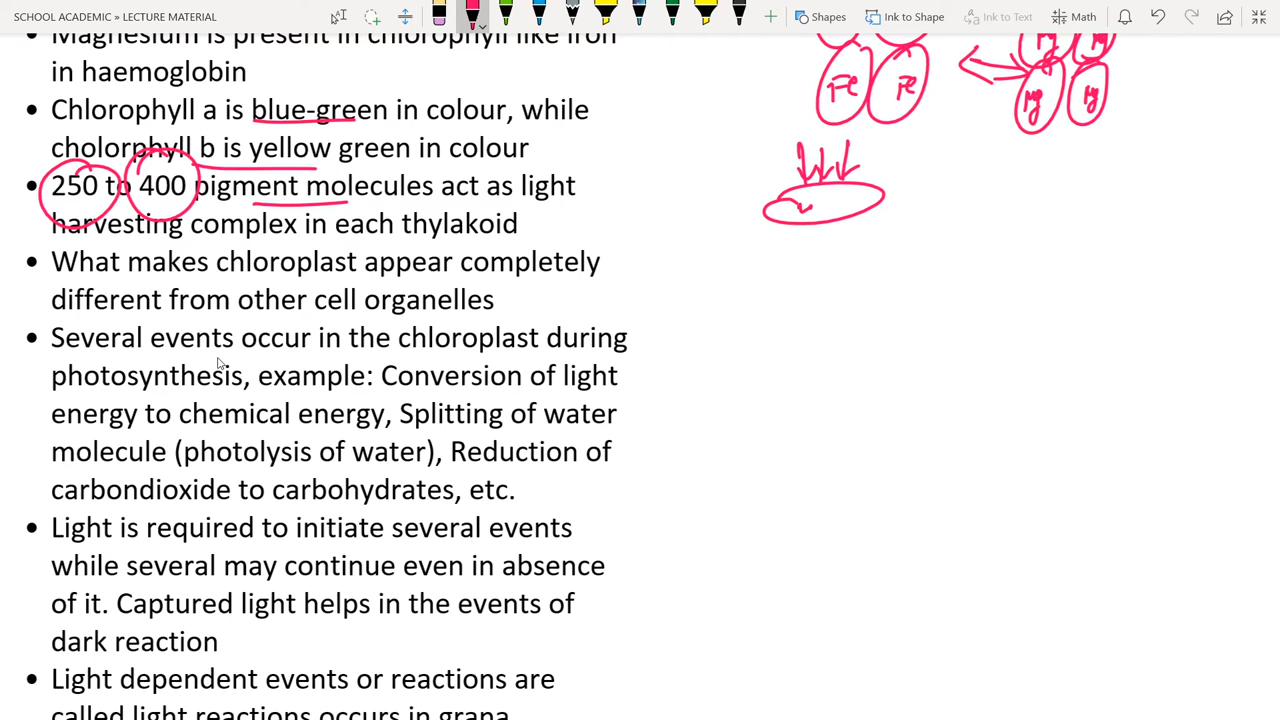 SCHOOL ACADEMIC » LECTURE MATERIAL
Shapes
Ink to Shape
Ink to Text
Math
Magnesium is present in chlorophyll like iron
in haemoglobin
• Chlorophyll a is blue-green in colour, while
cholorphyll b is yellow green in colour
• 250 to 400 pigment molecules act as light
harvesting complex in each thylakoid
• What makes chloroplast appear completely
different from other cell organelles
• Several events occur in the chloroplast during
photosynthesis, example: Conversion of light
energy to chemical energy, Splitting of water
molecule (photolysis of water), Reduction of
carbondioxide to carbohydrates, etc.
• Light is required to initiate several events
while several may continue even in absence
of it. Captured light helps in the events of
dark reaction
• Light dependent events or reactions are
called light reactions occurs in grana
Mg Mg
Fe Fe Mg Mg